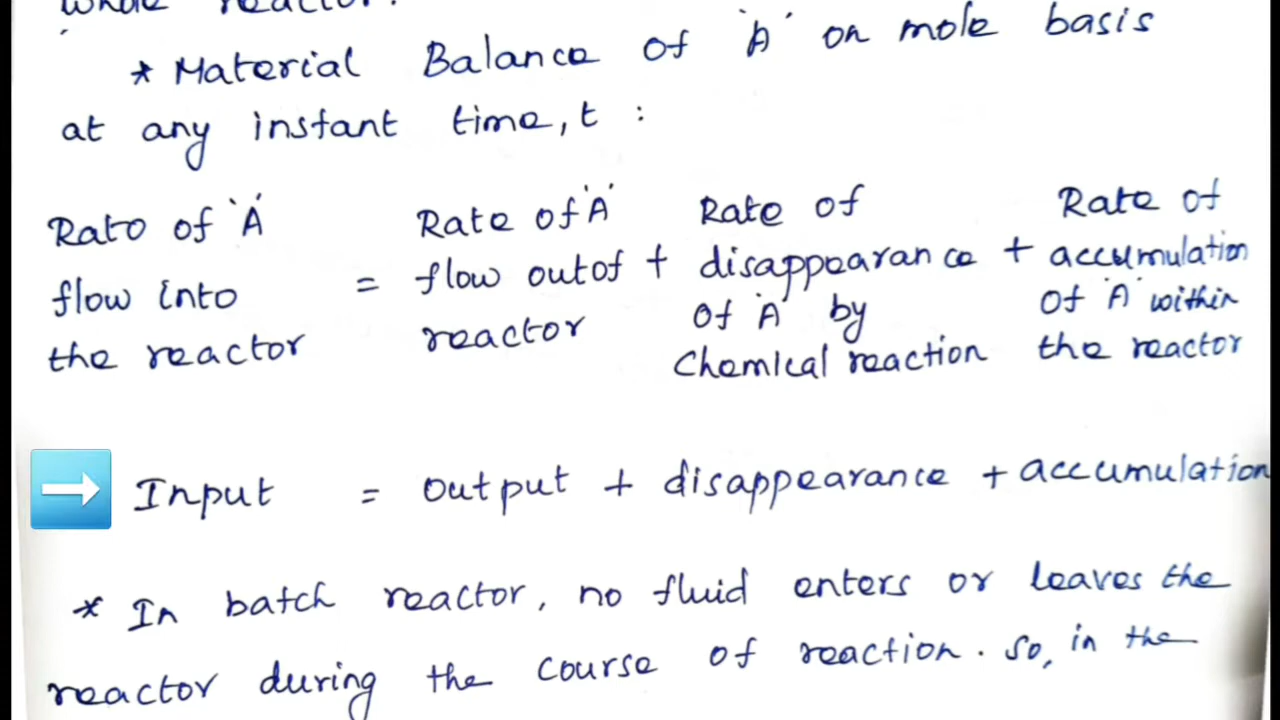 whole reactor.
* Material Balance of 'A' on mole basis
at any instant time, t :
Rate of 'A'
flow into
the reactor
=
Rate of 'A'
flow out of
reactor
+
Rate of
disappearance
of 'A' by
Chemical reaction
+
Rate of
accumulation
of 'A' within
the reactor
Input = output + disappearance + accumulation
* In batch reactor, no fluid enters or leaves the
reactor during the course of reaction. So, in the